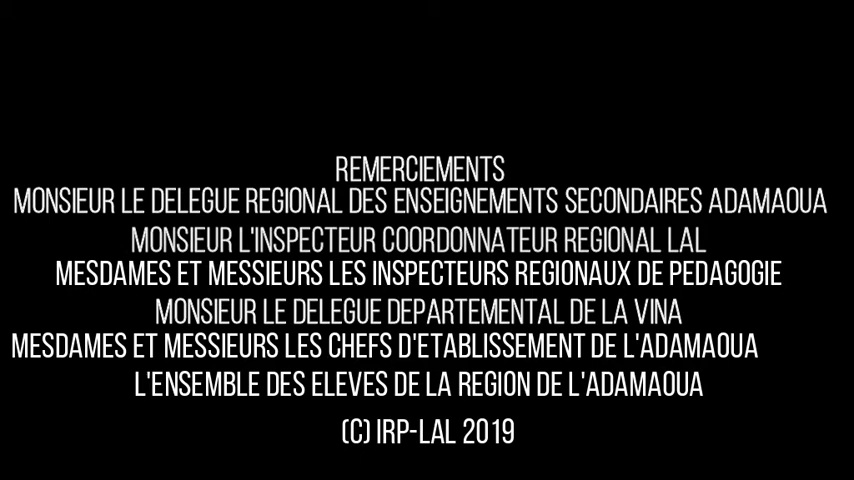 REMERCIEMENTS
MONSIEUR LE DELEGUE REGIONAL DES ENSEIGNEMENTS SECONDAIRES ADAMAOUA
MONSIEUR L'INSPECTEUR COORDONNATEUR REGIONAL LAL
MESDAMES ET MESSIEURS LES INSPECTEURS REGIONAUX DE PEDAGOGIE
MONSIEUR LE DELEGUE DEPARTEMENTAL DE LA VINA
MESDAMES ET MESSIEURS LES CHEFS D'ETABLISSEMENT DE L'ADAMAOUA
L'ENSEMBLE DES ELEVES DE LA REGION DE L'ADAMAOUA
(C) IRP-LAL 2019